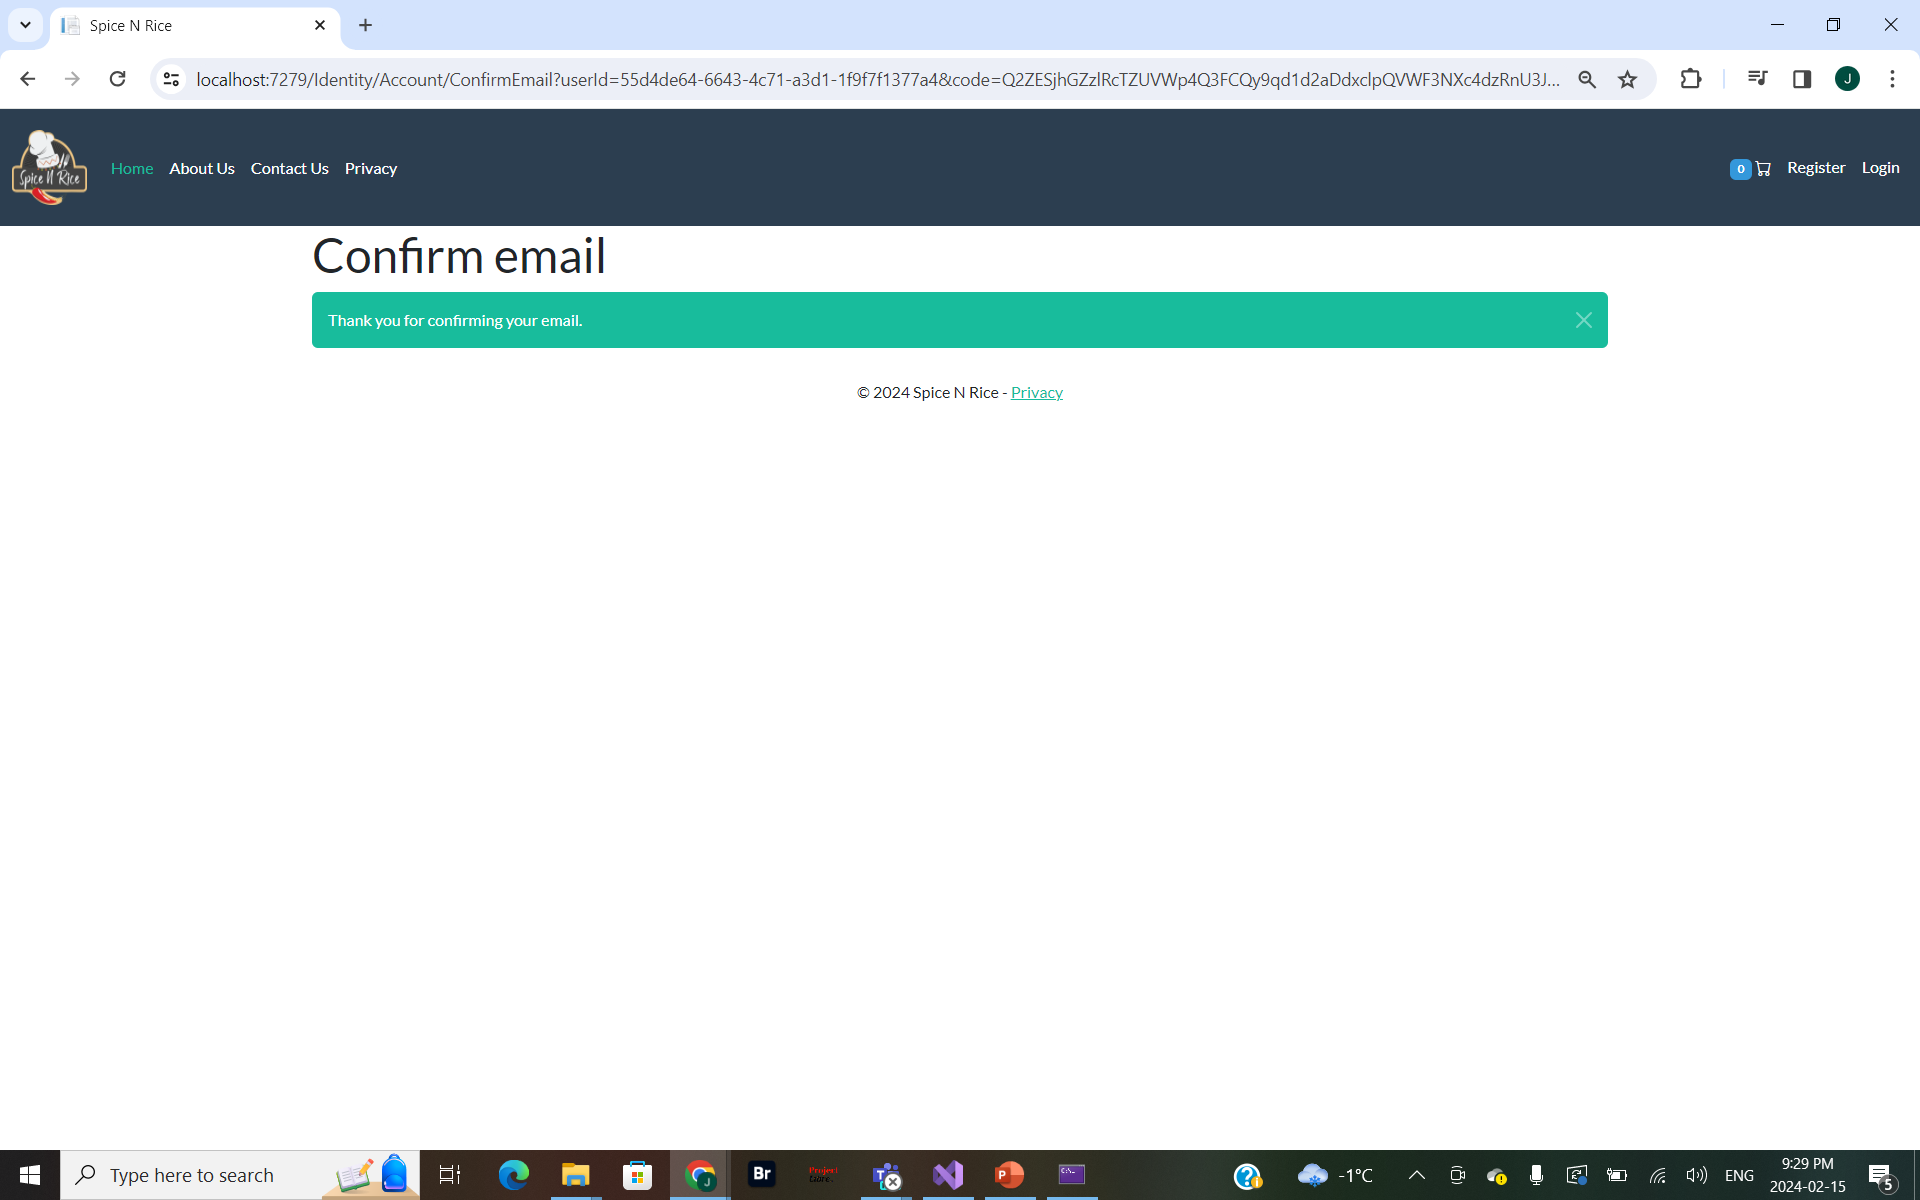 Spice N Rice
localhost:7279/Identity/Account/ConfirmEmail?userId=55d4de64-6643-4c71-a3d1-1f9f7f1377a4&code=Q2ZESjhGZzlRcTZUVWp4Q3FCQy9qd1d2aDdxclpQVWF3NXc4dzRnU3J...
J
Spice N Rice
Home About Us Contact Us Privacy
0 Register Login
Confirm email
Thank you for confirming your email.
© 2024 Spice N Rice - Privacy
Type here to search
Br
Project
Libre
T
P
C:\
-1°C
ENG
9:29 PM
2024-02-15
5